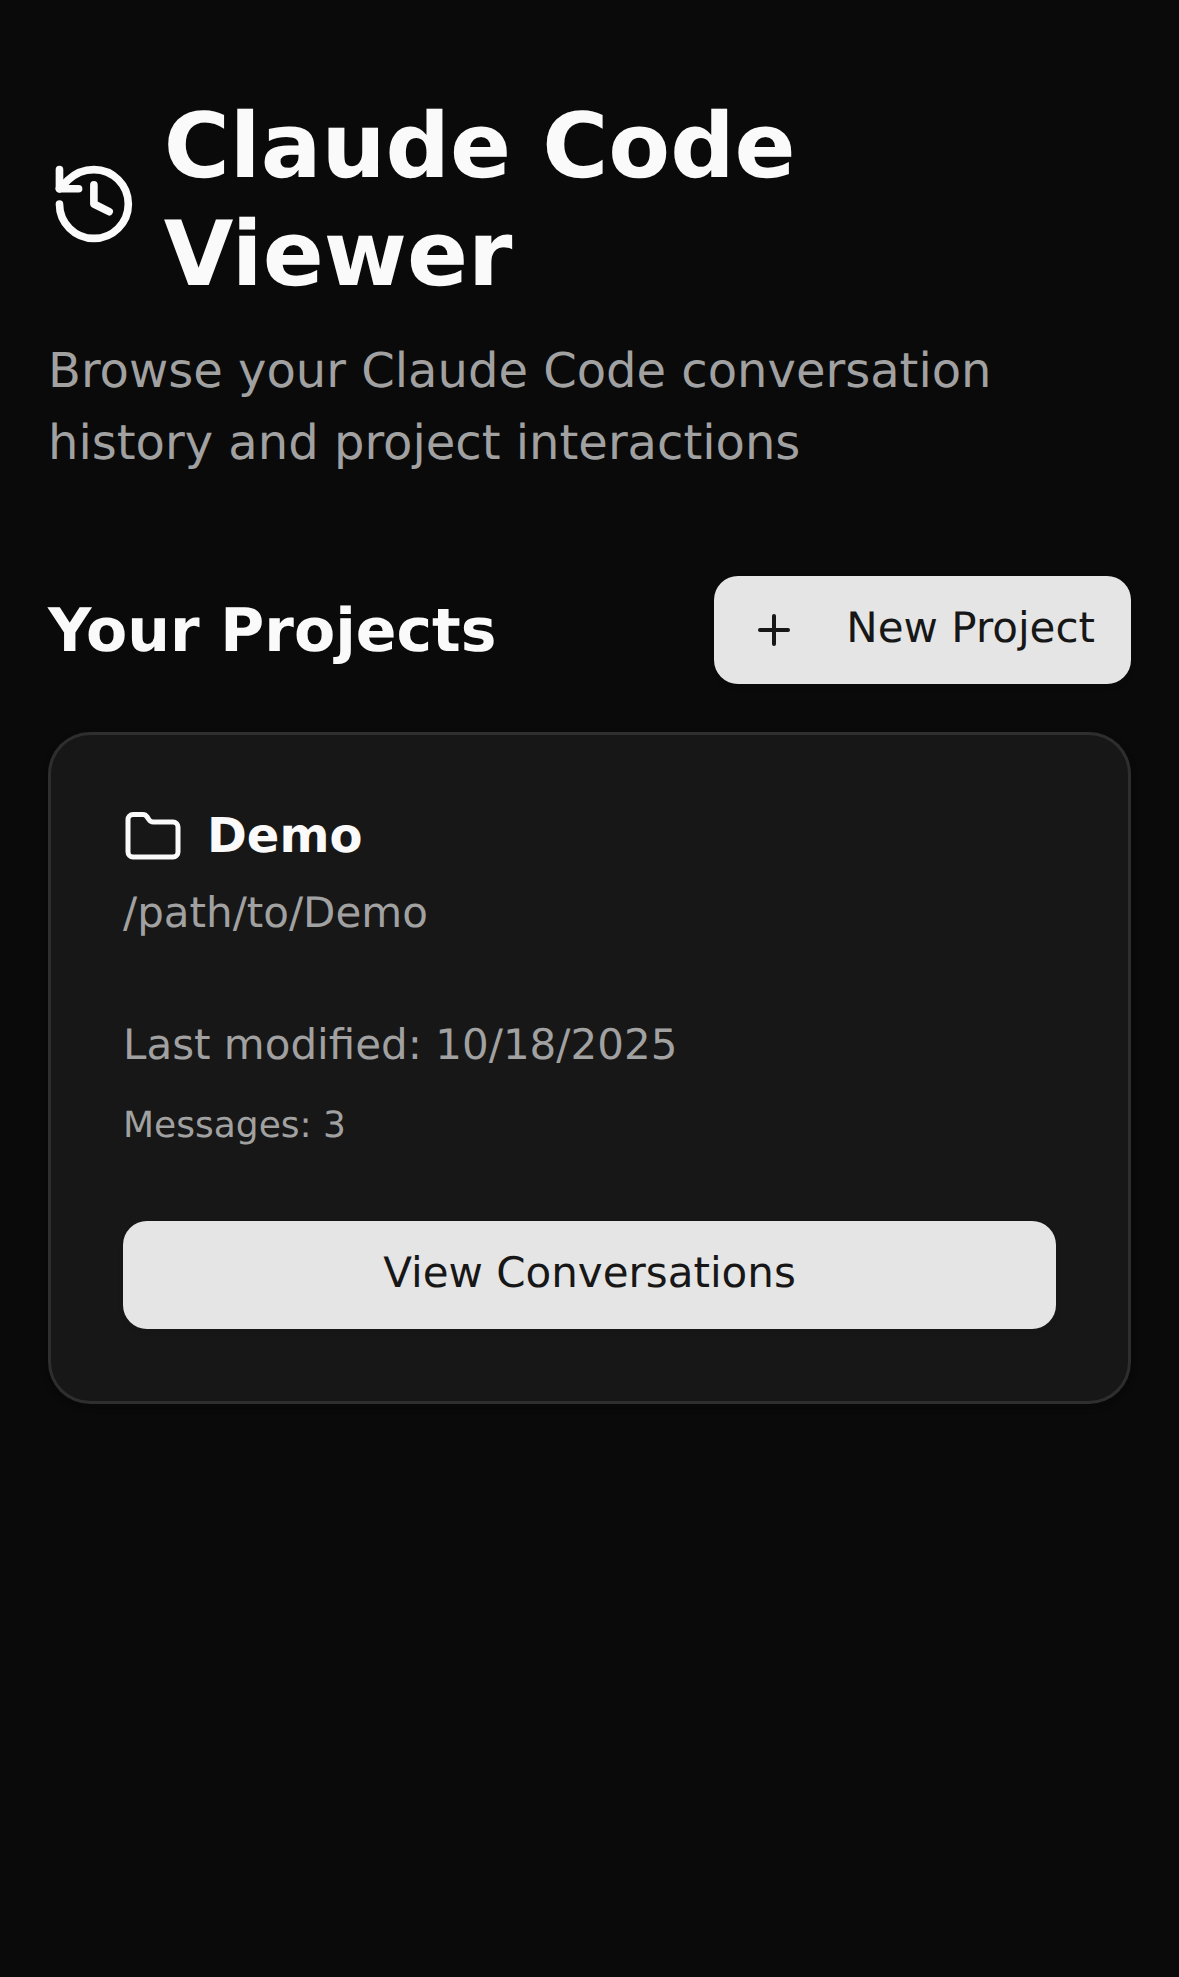 Claude Code
Viewer
Browse your Claude Code conversation
history and project interactions
Your Projects
New Project
Demo
/path/to/Demo
Last modified: 10/18/2025
Messages: 3
View Conversations